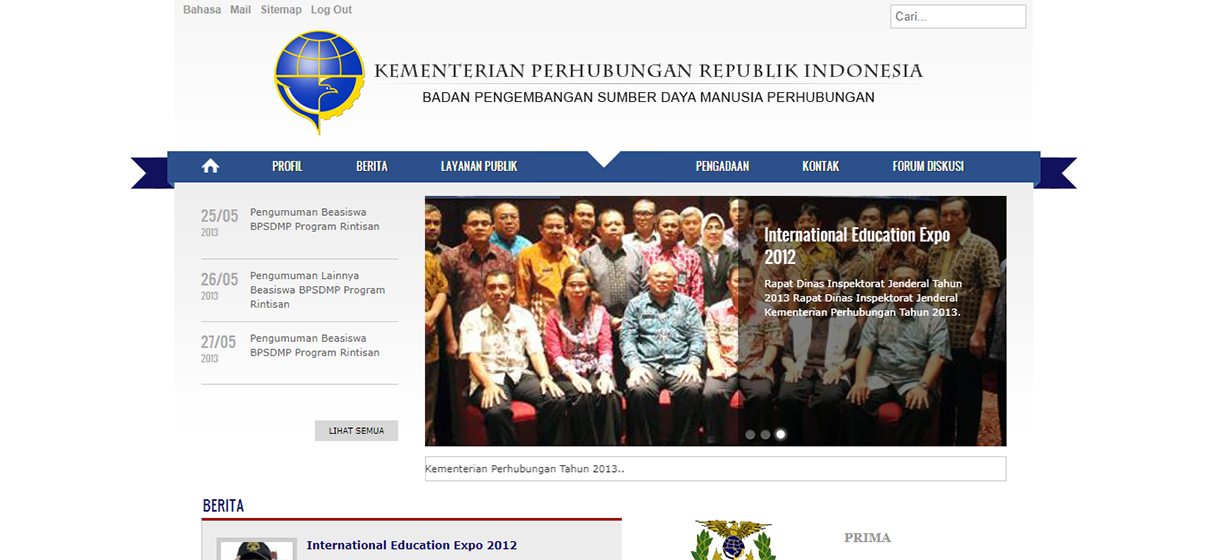 Bahasa Mail Sitemap Log Out
Cari...
KEMENTERIAN PERHUBUNGAN REPUBLIK INDONESIA
BADAN PENGEMBANGAN SUMBER DAYA MANUSIA PERHUBUNGAN
PROFIL BERITA LAYANAN PUBLIK PENGADAAN KONTAK FORUM DISKUSI
25/05
2013
Pengumuman Beasiswa
BPSDMP Program Rintisan
26/05
2013
Pengumuman Lainnya
Beasiswa BPSDMP Program
Rintisan
27/05
2013
Pengumuman Beasiswa
BPSDMP Program Rintisan
LIHAT SEMUA
International Education Expo
2012
Rapat Dinas Inspektorat Jenderal Tahun
2013 Rapat Dinas Inspektorat Jenderal
Kementerian Perhubungan Tahun 2013.
Kementerian Perhubungan Tahun 2013..
BERITA
International Education Expo 2012
PRIMA